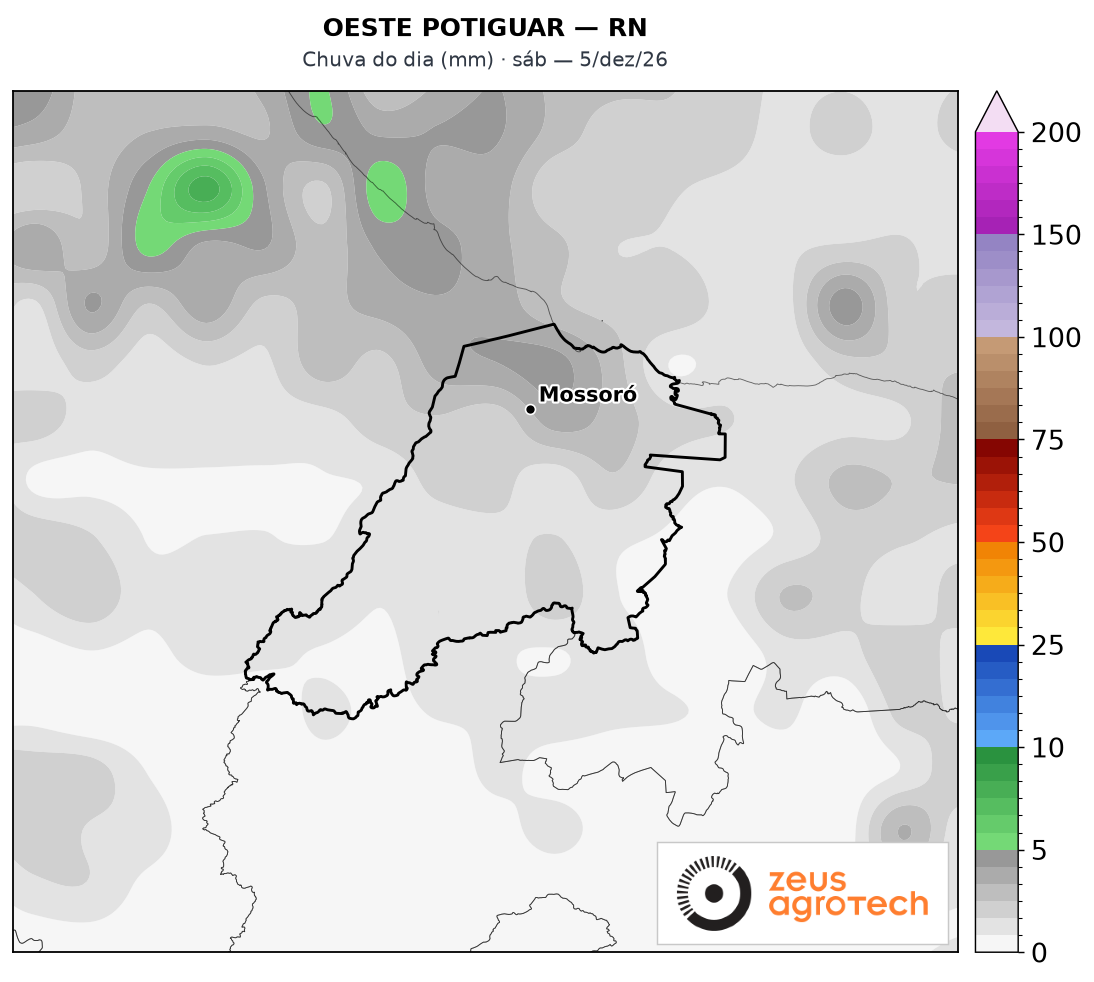 OESTE POTIGUAR — RN
Chuva do dia (mm) · sáb — 5/dez/26
200
150
100
75
50
25
10
5
0
Mossoró
zeus
agrotech